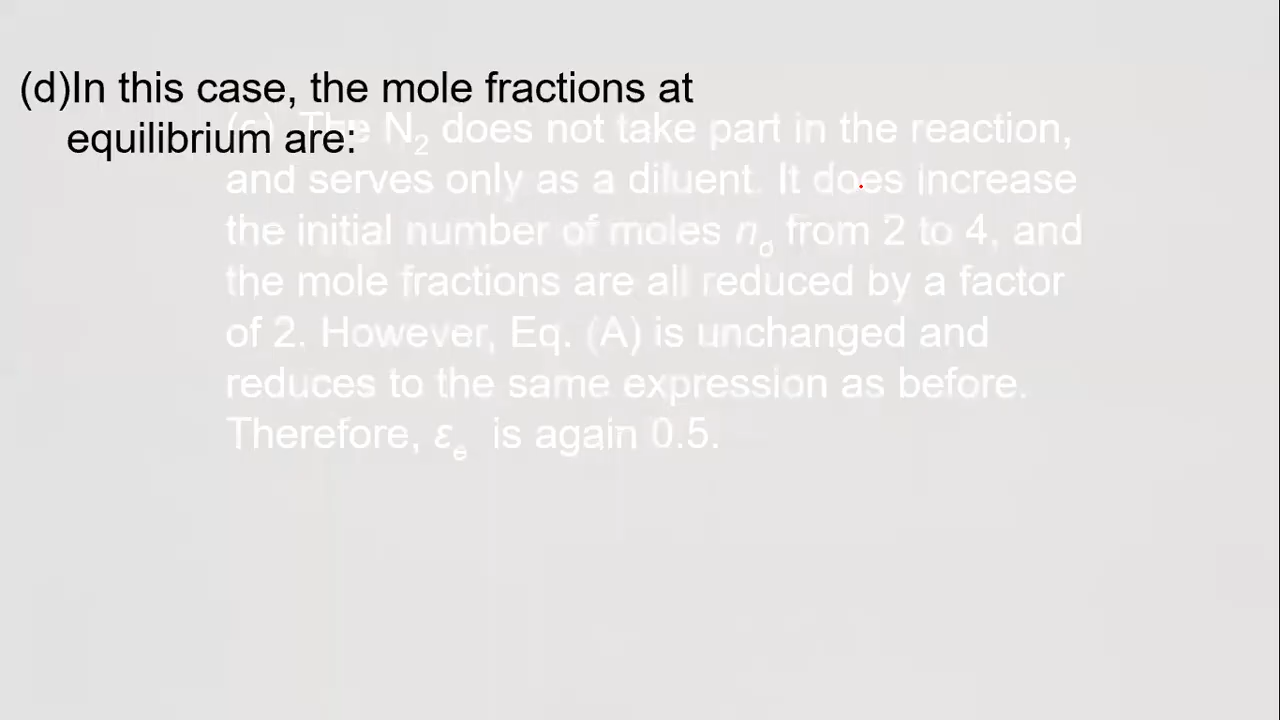 (d)In this case, the mole fractions at
equilibrium are:
(c) The N₂ does not take part in the reaction,
and serves only as a diluent. It does increase
the initial number of moles n₀ from 2 to 4, and
the mole fractions are all reduced by a factor
of 2. However, Eq. (A) is unchanged and
reduces to the same expression as before.
Therefore, εₑ is again 0.5.